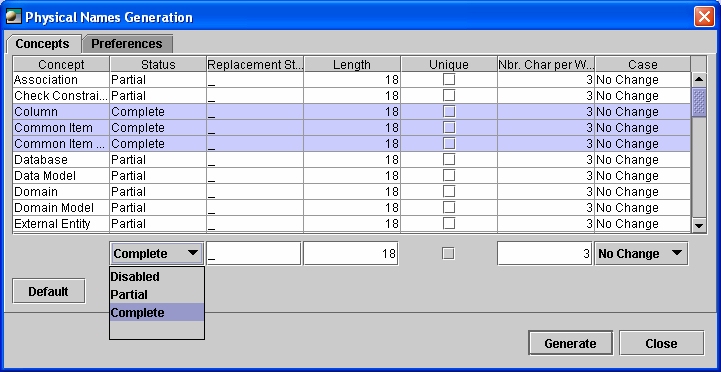 Physical Names Generation
Concepts Preferences
Concept Status Replacement St... Length Unique Nbr. Char per W... Case
Association Partial _ 18 3 No Change
Check Constrai... Partial _ 18 3 No Change
Column Complete _ 18 3 No Change
Common Item Complete _ 18 3 No Change
Common Item ... Complete _ 18 3 No Change
Database Partial _ 18 3 No Change
Data Model Partial _ 18 3 No Change
Domain Partial _ 18 3 No Change
Domain Model Partial _ 18 3 No Change
External Entity Partial _ 18 3 No Change
Complete _ 18 3 No Change
Disabled
Default Partial
Complete
Generate Close